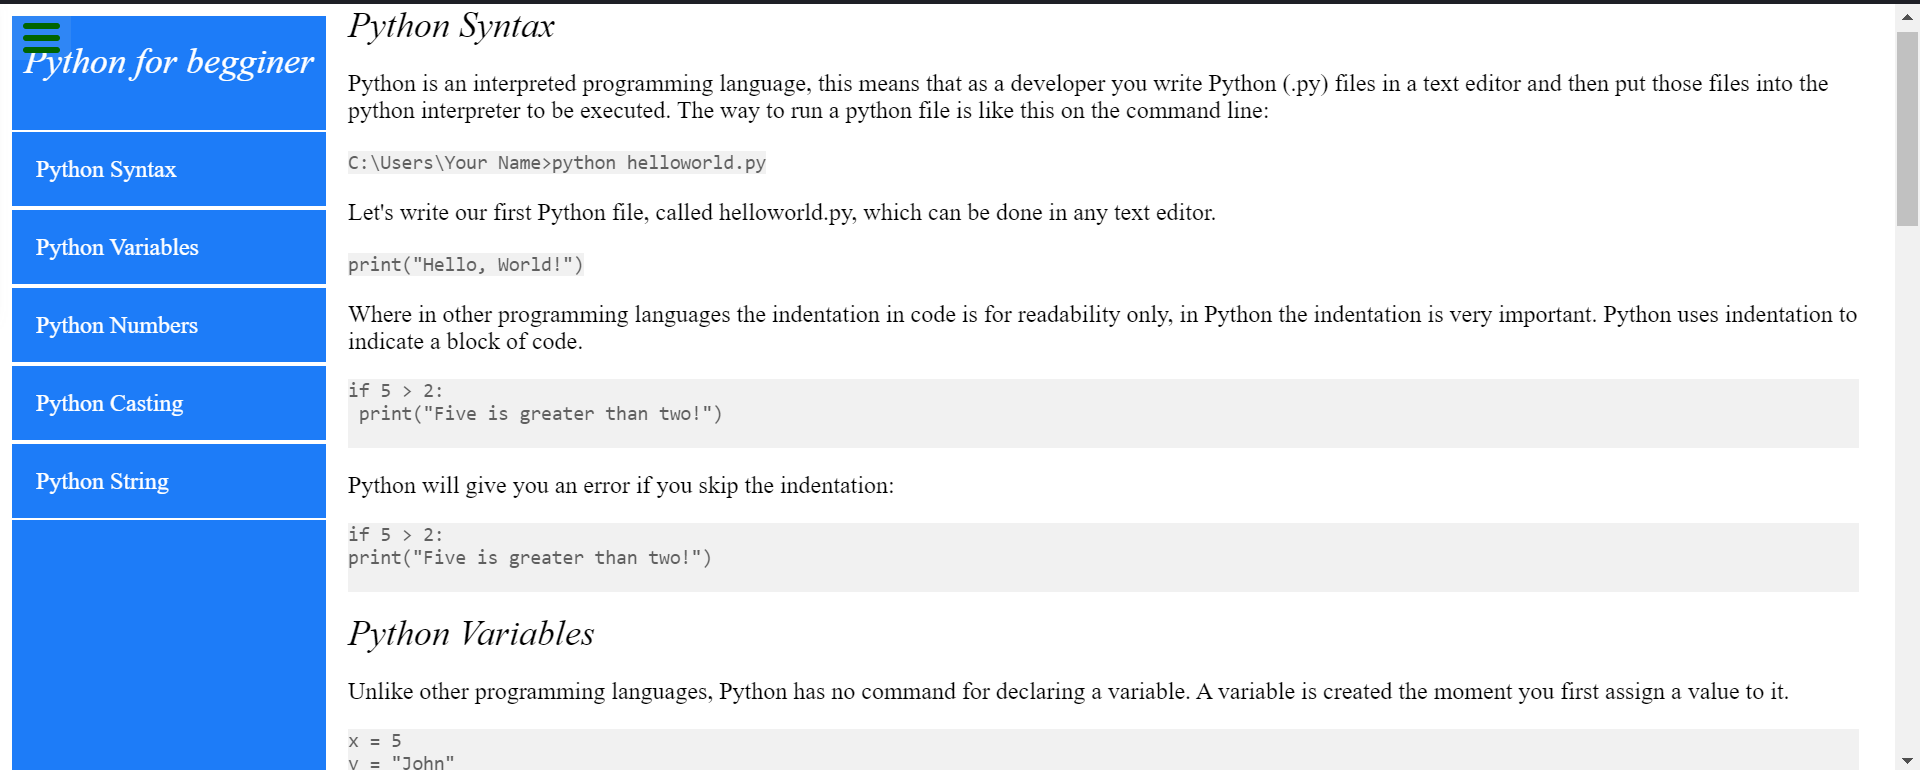 Python for begginer
Python Syntax
Python Variables
Python Numbers
Python Casting
Python String
Python Syntax
Python is an interpreted programming language, this means that as a developer you write Python (.py) files in a text editor and then put those files into the
python interpreter to be executed. The way to run a python file is like this on the command line:
C:\Users\Your Name>python helloworld.py
Let's write our first Python file, called helloworld.py, which can be done in any text editor.
print("Hello, World!")
Where in other programming languages the indentation in code is for readability only, in Python the indentation is very important. Python uses indentation to
indicate a block of code.
if 5 > 2:
 print("Five is greater than two!")
Python will give you an error if you skip the indentation:
if 5 > 2:
print("Five is greater than two!")
Python Variables
Unlike other programming languages, Python has no command for declaring a variable. A variable is created the moment you first assign a value to it.
x = 5
y = "John"